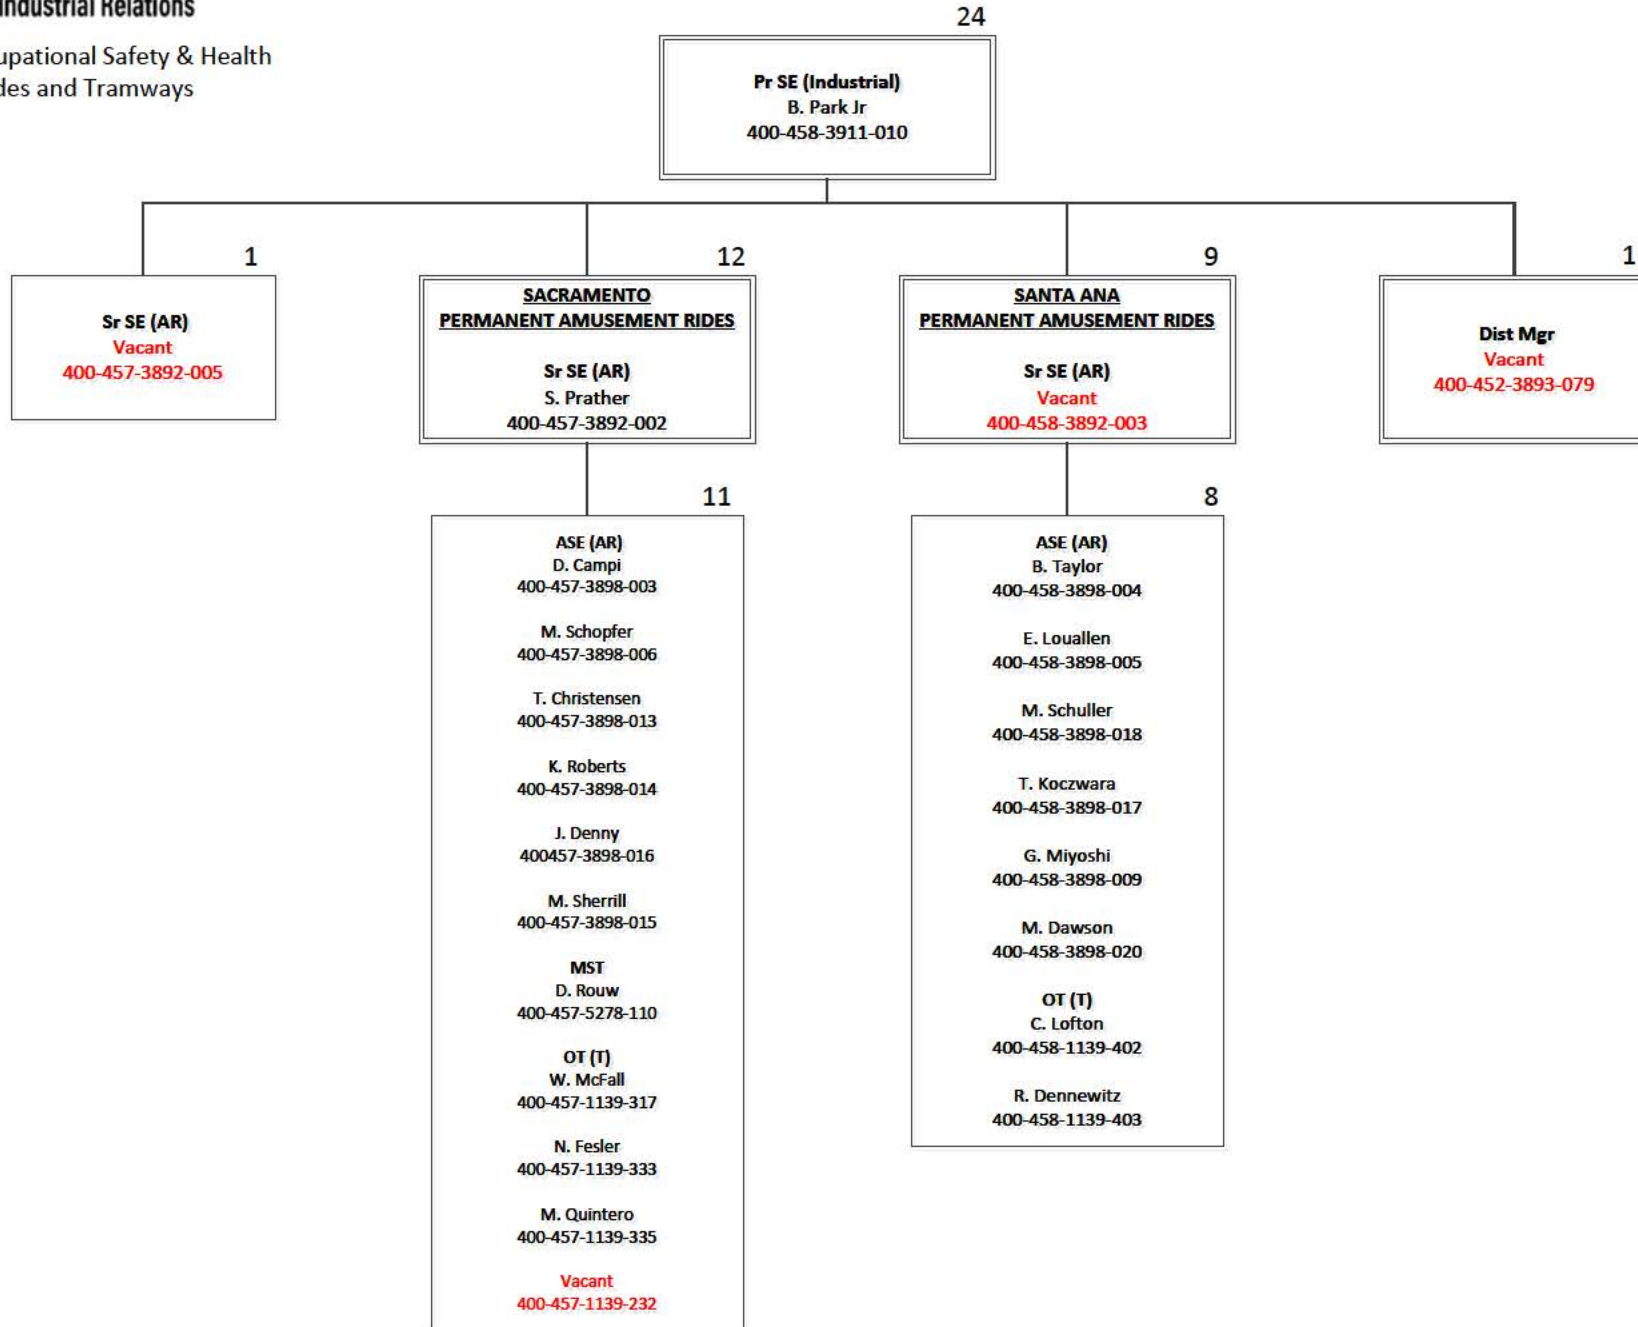 Industrial Relations
upational Safety & Health
des and Tramways
24
Pr SE (Industrial)
B. Park Jr
400-458-3911-010
1
Sr SE (AR)
Vacant
400-457-3892-005
12
SACRAMENTO
PERMANENT AMUSEMENT RIDES
Sr SE (AR)
S. Prather
400-457-3892-002
9
SANTA ANA
PERMANENT AMUSEMENT RIDES
Sr SE (AR)
Vacant
400-458-3892-003
1
Dist Mgr
Vacant
400-452-3893-079
11
ASE (AR)
D. Campi
400-457-3898-003
M. Schopfer
400-457-3898-006
T. Christensen
400-457-3898-013
K. Roberts
400-457-3898-014
J. Denny
400457-3898-016
M. Sherrill
400-457-3898-015
MST
D. Rouw
400-457-5278-110
OT (T)
W. McFall
400-457-1139-317
N. Fesler
400-457-1139-333
M. Quintero
400-457-1139-335
Vacant
400-457-1139-232
8
ASE (AR)
B. Taylor
400-458-3898-004
E. Louallen
400-458-3898-005
M. Schuller
400-458-3898-018
T. Koczwara
400-458-3898-017
G. Miyoshi
400-458-3898-009
M. Dawson
400-458-3898-020
OT (T)
C. Lofton
400-458-1139-402
R. Dennewitz
400-458-1139-403